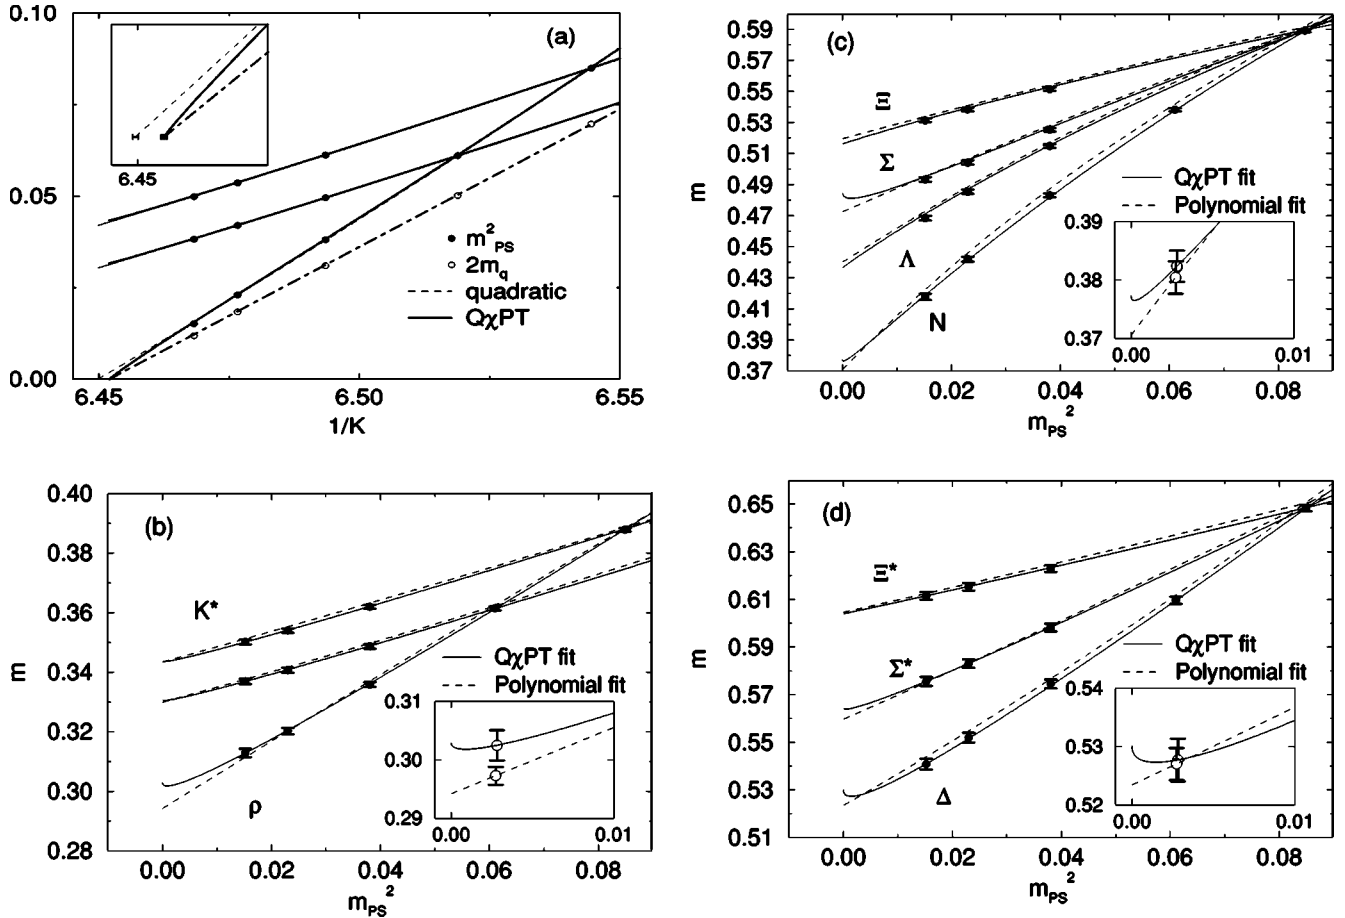 (a)
0.10
0.05
0.00
6.45
6.45
6.50
6.55
1/K
m²PS
2mq
quadratic
QχPT
(c)
m
0.59
0.57
0.55
0.53
0.51
0.49
0.47
0.45
0.43
0.41
0.39
0.37
Ξ
Σ
Λ
N
QχPT fit
Polynomial fit
0.39
0.38
0.37
0.00
0.01
0.00
0.02
0.04
0.06
0.08
mPS²
(b)
m
0.40
0.38
0.36
0.34
0.32
0.30
0.28
K*
ρ
QχPT fit
Polynomial fit
0.31
0.30
0.29
0.00
0.01
0.00
0.02
0.04
0.06
0.08
mPS²
(d)
m
0.65
0.63
0.61
0.59
0.57
0.55
0.53
0.51
Ξ*
Σ*
Δ
QχPT fit
Polynomial fit
0.54
0.53
0.52
0.00
0.01
0.00
0.02
0.04
0.06
0.08
mPS²